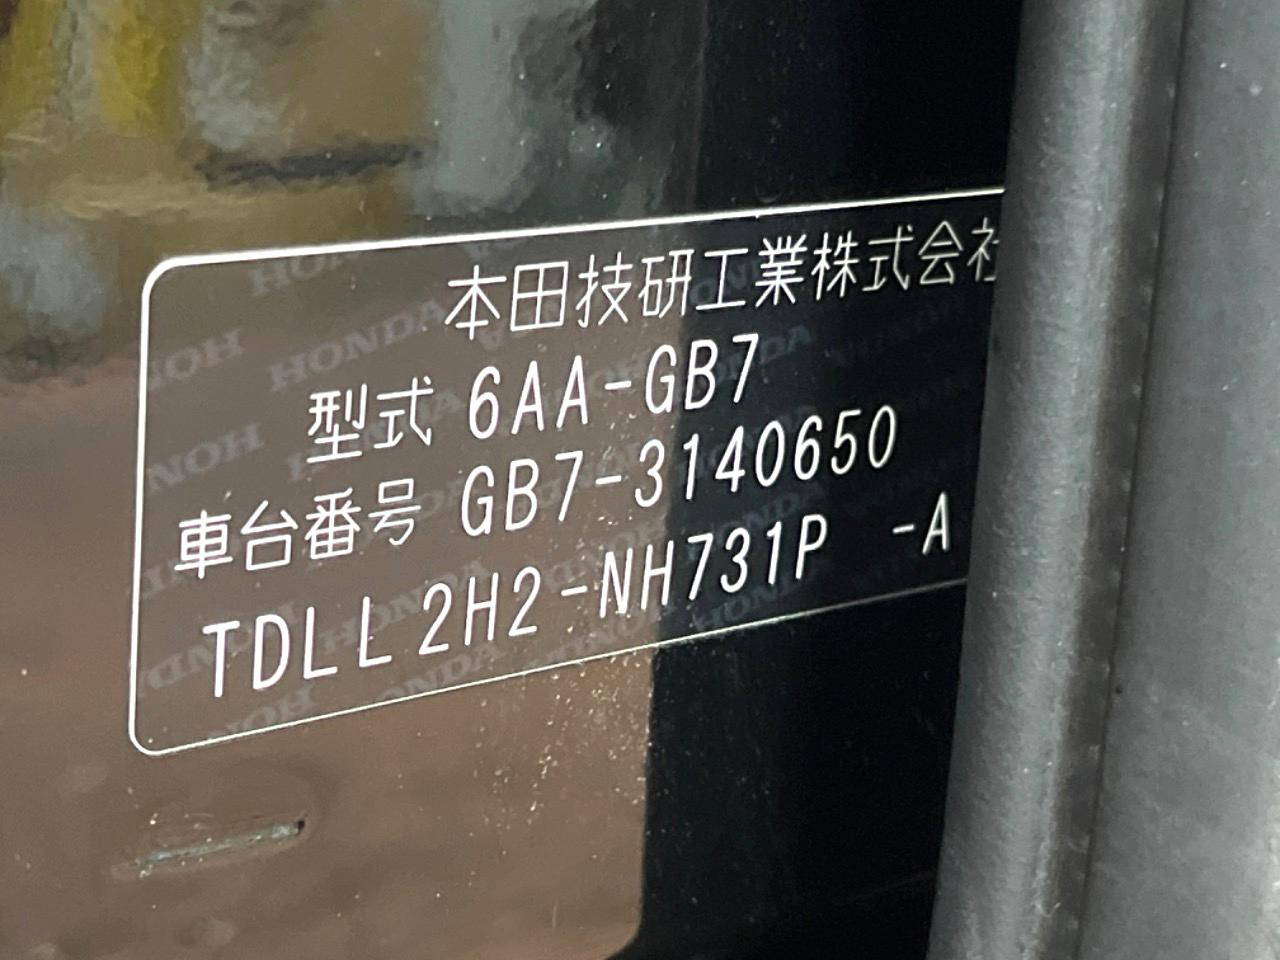 本田技研工業株式会社
型式 6AA-GB7
車台番号 GB7-3140650
TDLL2H2-NH731P -A